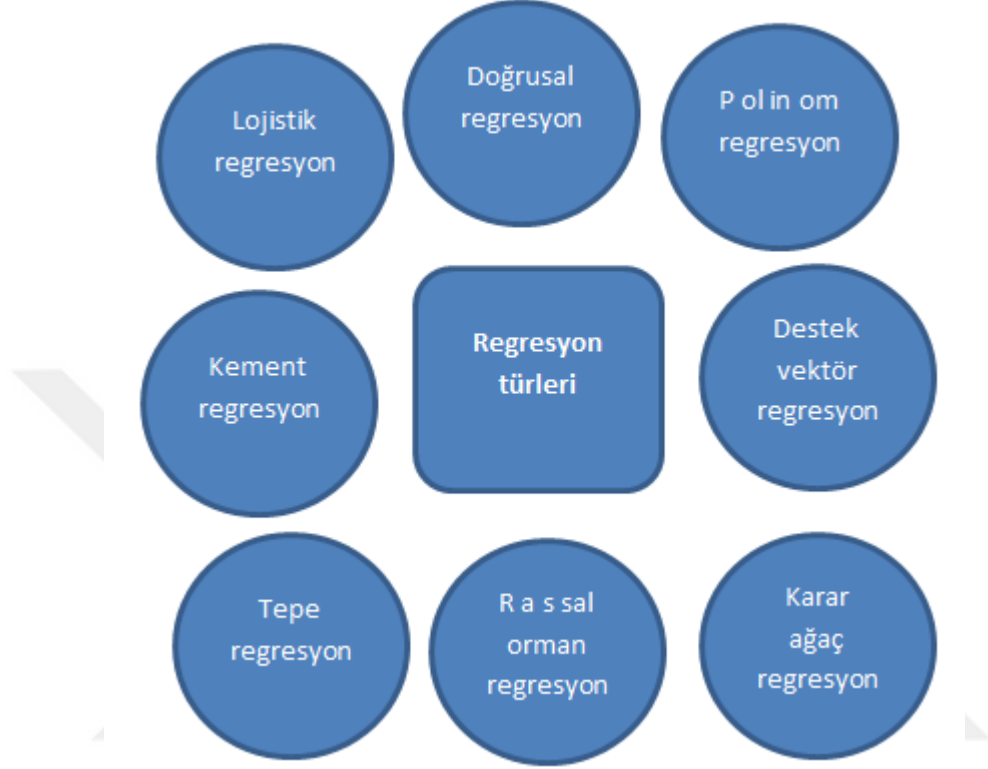 Doğrusal
regresyon
Lojistik
regresyon
P ol in om
regresyon
Regresyon
türleri
Destek
vektör
regresyon
Kement
regresyon
Tepe
regresyon
R a s sal
orman
regresyon
Karar
ağaç
regresyon